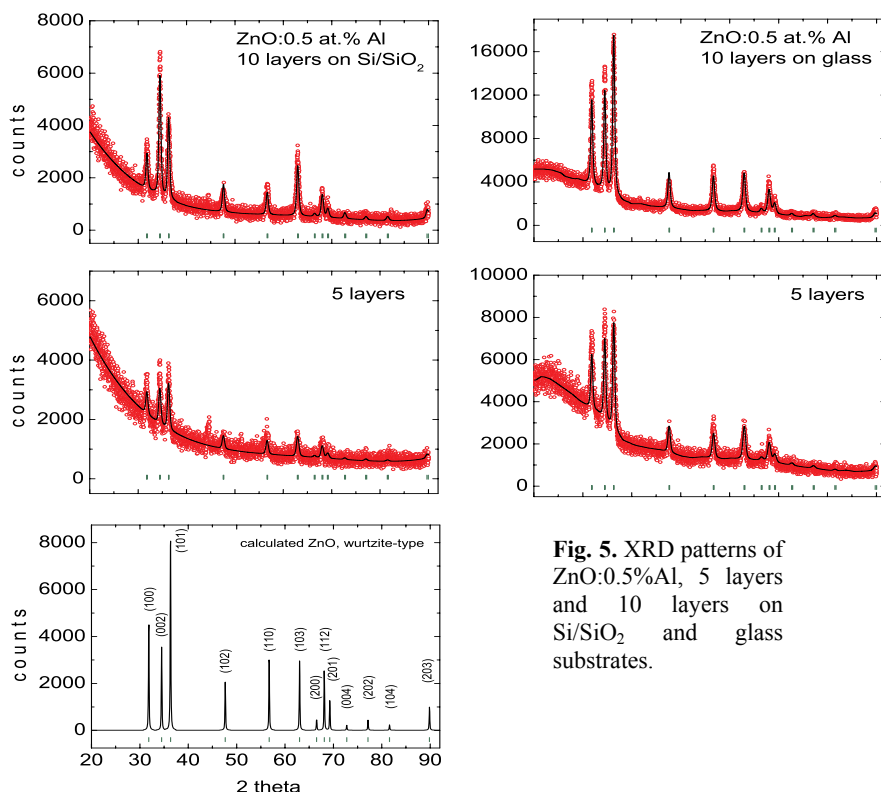 8000
6000
4000
2000
0
counts
ZnO:0.5 at.% Al
10 layers on Si/SiO2
16000
12000
8000
4000
0
ZnO:0.5 at.% Al
10 layers on glass
6000
4000
2000
0
counts
5 layers
10000
8000
6000
4000
2000
0
5 layers
8000
6000
4000
2000
0
counts
calculated ZnO, wurtzite-type
(100)
(002)
(101)
(102)
(110)
(103)
(200)
(112)
(201)
(004)
(202)
(104)
(203)
20 30 40 50 60 70 80 90
2 theta
Fig. 5. XRD patterns of
ZnO:0.5%Al, 5 layers
and 10 layers on
Si/SiO2 and glass
substrates.